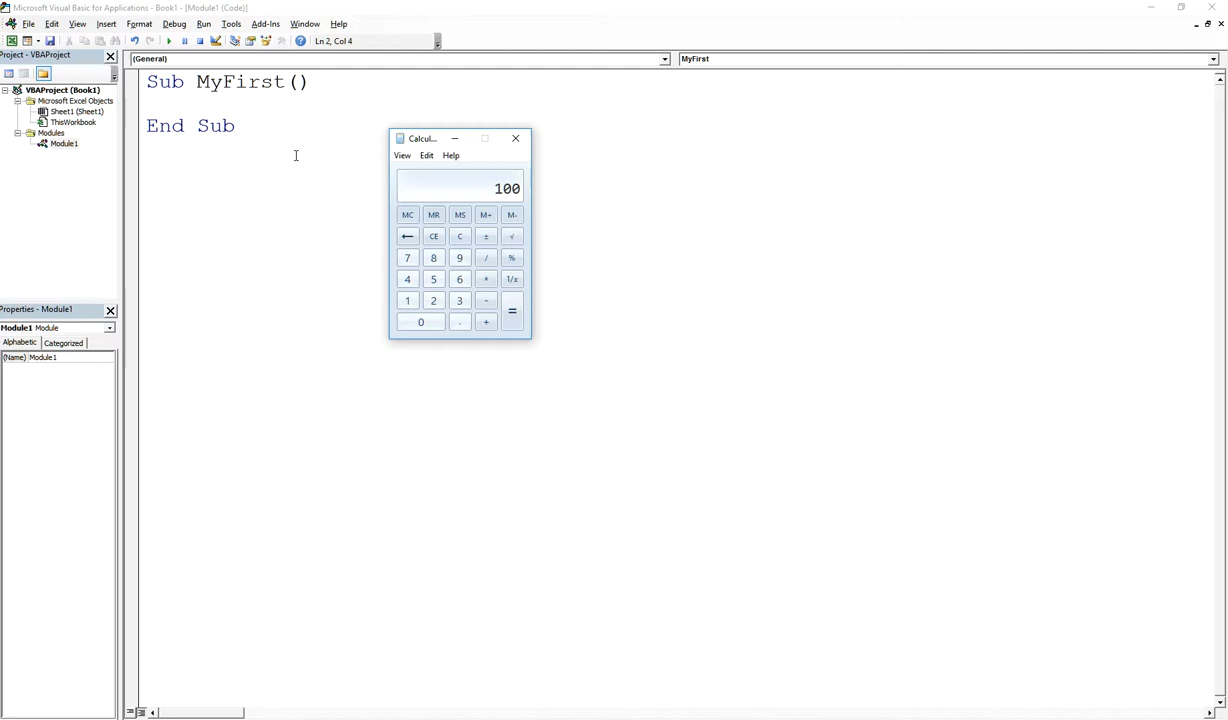 Microsoft Visual Basic for Applications - Book1 - [Module1 (Code)]
File Edit View Insert Format Debug Run Tools Add-Ins Window Help
Ln 2, Col 4
Project - VBAProject
(General)
MyFirst
VBAProject (Book1)
Microsoft Excel Objects
Sheet1 (Sheet1)
ThisWorkbook
Modules
Module1
Sub MyFirst()
End Sub
Calcul...
View Edit Help
100
MC MR MS M+ M-
← CE C ± √
7 8 9 / %
4 5 6 * 1/x
1 2 3 - =
0 . +
Properties - Module1
Module1 Module
Alphabetic Categorized
(Name) Module1